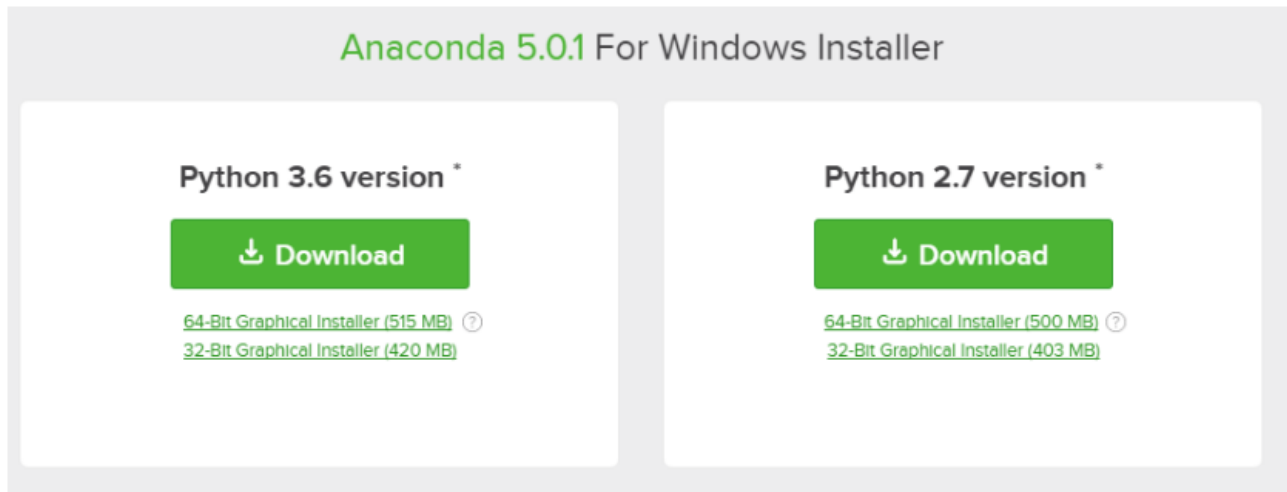 Anaconda 5.0.1 For Windows Installer
Python 3.6 version *
Download
64-Bit Graphical Installer (515 MB) ?
32-Bit Graphical Installer (420 MB)
Python 2.7 version *
Download
64-Bit Graphical Installer (500 MB) ?
32-Bit Graphical Installer (403 MB)